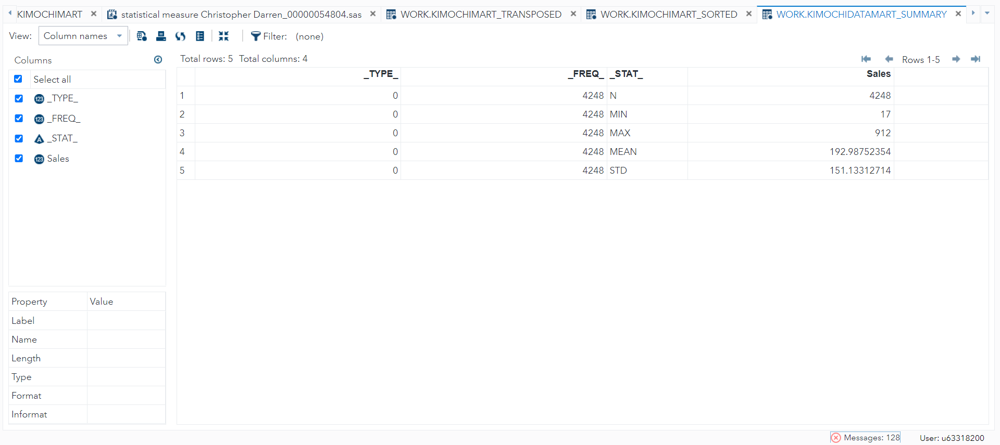 KIMOCHIMART statistical measure Christopher Darren_00000054804.sas WORK.KIMOCHIMART_TRANSPOSED WORK.KIMOCHIMART_SORTED WORK.KIMOCHIDATAMART_SUMMARY
View: Column names Filter: (none)
Columns
Select all
_TYPE_
_FREQ_
_STAT_
Sales
Property Value
Label
Name
Length
Type
Format
Informat
Total rows: 5 Total columns: 4 Rows 1-5
_TYPE_ _FREQ_ _STAT_ Sales
1 0 4248 N 4248
2 0 4248 MIN 17
3 0 4248 MAX 912
4 0 4248 MEAN 192.98752354
5 0 4248 STD 151.13312714
Messages: 128 User: u63318200